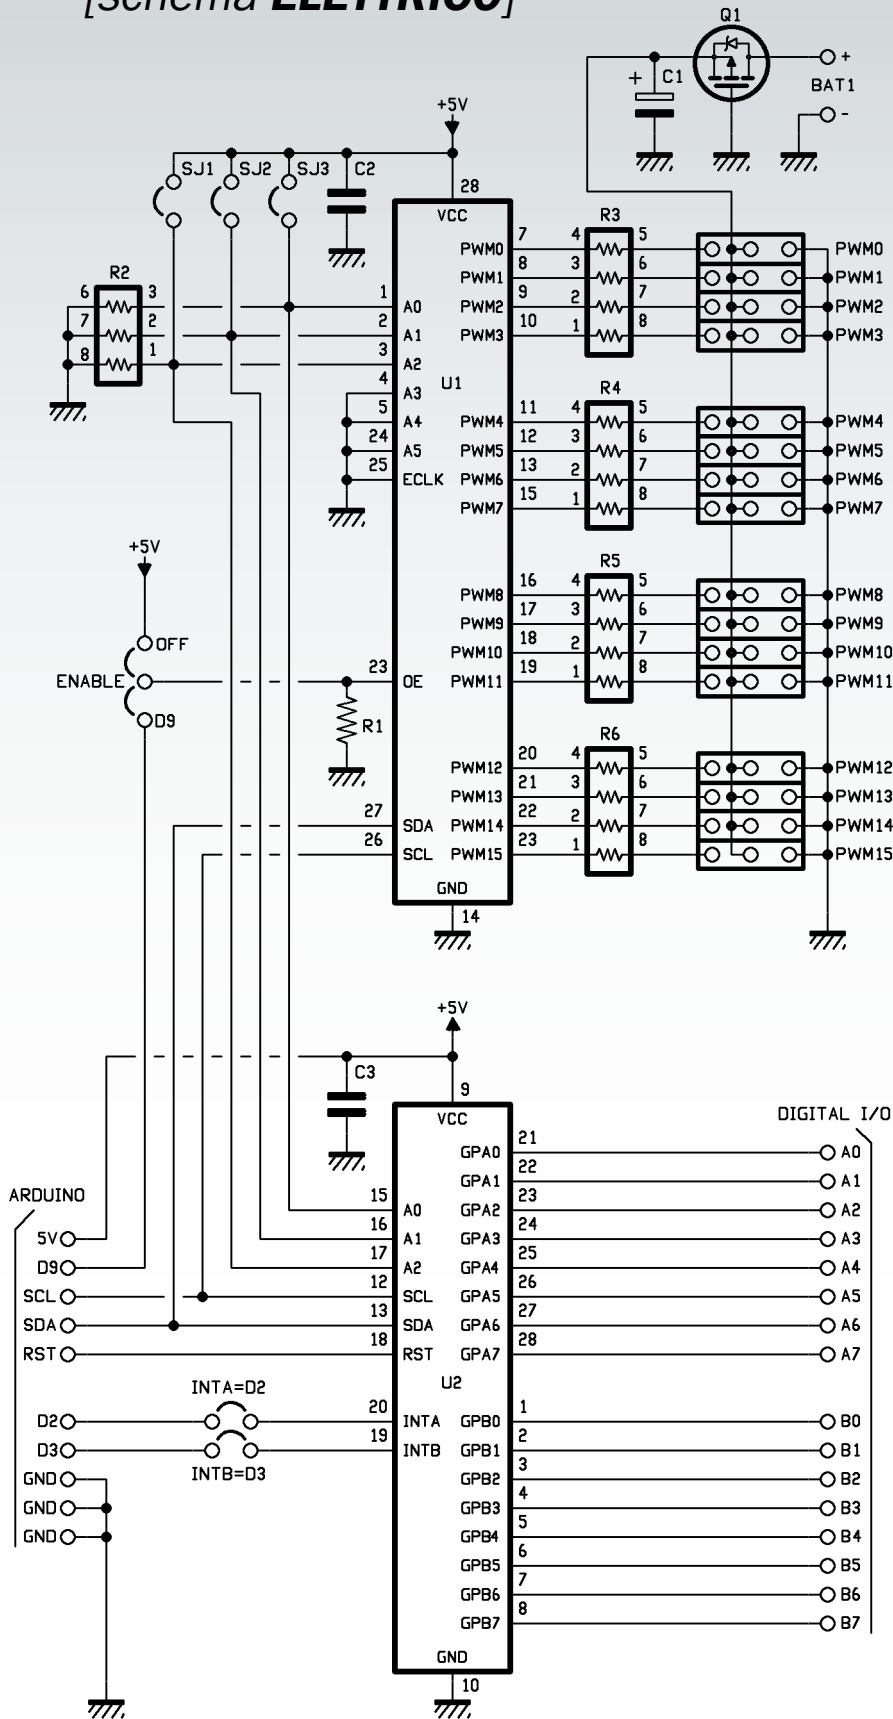 [schema ELETTRICO]
Q1
+
BAT1
-
+ C1
+5V
SJ1 SJ2 SJ3 C2
28
VCC
R3
PWM0 7 4 5 PWM0
PWM1 8 3 6 PWM1
PWM2 9 2 7 PWM2
PWM3 10 1 8 PWM3
R2
6 3 1 A0
7 2 2 A1
8 1 3 A2
4 A3
5 A4
24 A5
25 ECLK
U1
R4
PWM4 11 4 5 PWM4
PWM5 12 3 6 PWM5
PWM6 13 2 7 PWM6
PWM7 15 1 8 PWM7
+5V
OFF
ENABLE
D9
23 OE
R1
R5
PWM8 16 4 5 PWM8
PWM9 17 3 6 PWM9
PWM10 18 2 7 PWM10
PWM11 19 1 8 PWM11
R6
PWM12 20 4 5 PWM12
PWM13 21 3 6 PWM13
27 SDA PWM14 22 2 7 PWM14
26 SCL PWM15 23 1 8 PWM15
GND
14
+5V
C3
9
VCC
DIGITAL I/O
GPA0 21 A0
GPA1 22 A1
ARDUINO
15 A0 GPA2 23 A2
5V 16 A1 GPA3 24 A3
D9 17 A2 GPA4 25 A4
SCL 12 SCL GPA5 26 A5
SDA 13 SDA GPA6 27 A6
RST 18 RST GPA7 28 A7
U2
INTA=D2
D2 20 INTA GPB0 1 B0
D3 19 INTB GPB1 2 B1
INTB=D3
GND GPB2 3 B2
GND GPB3 4 B3
GND GPB4 5 B4
GPB5 6 B5
GPB6 7 B6
GPB7 8 B7
GND
10